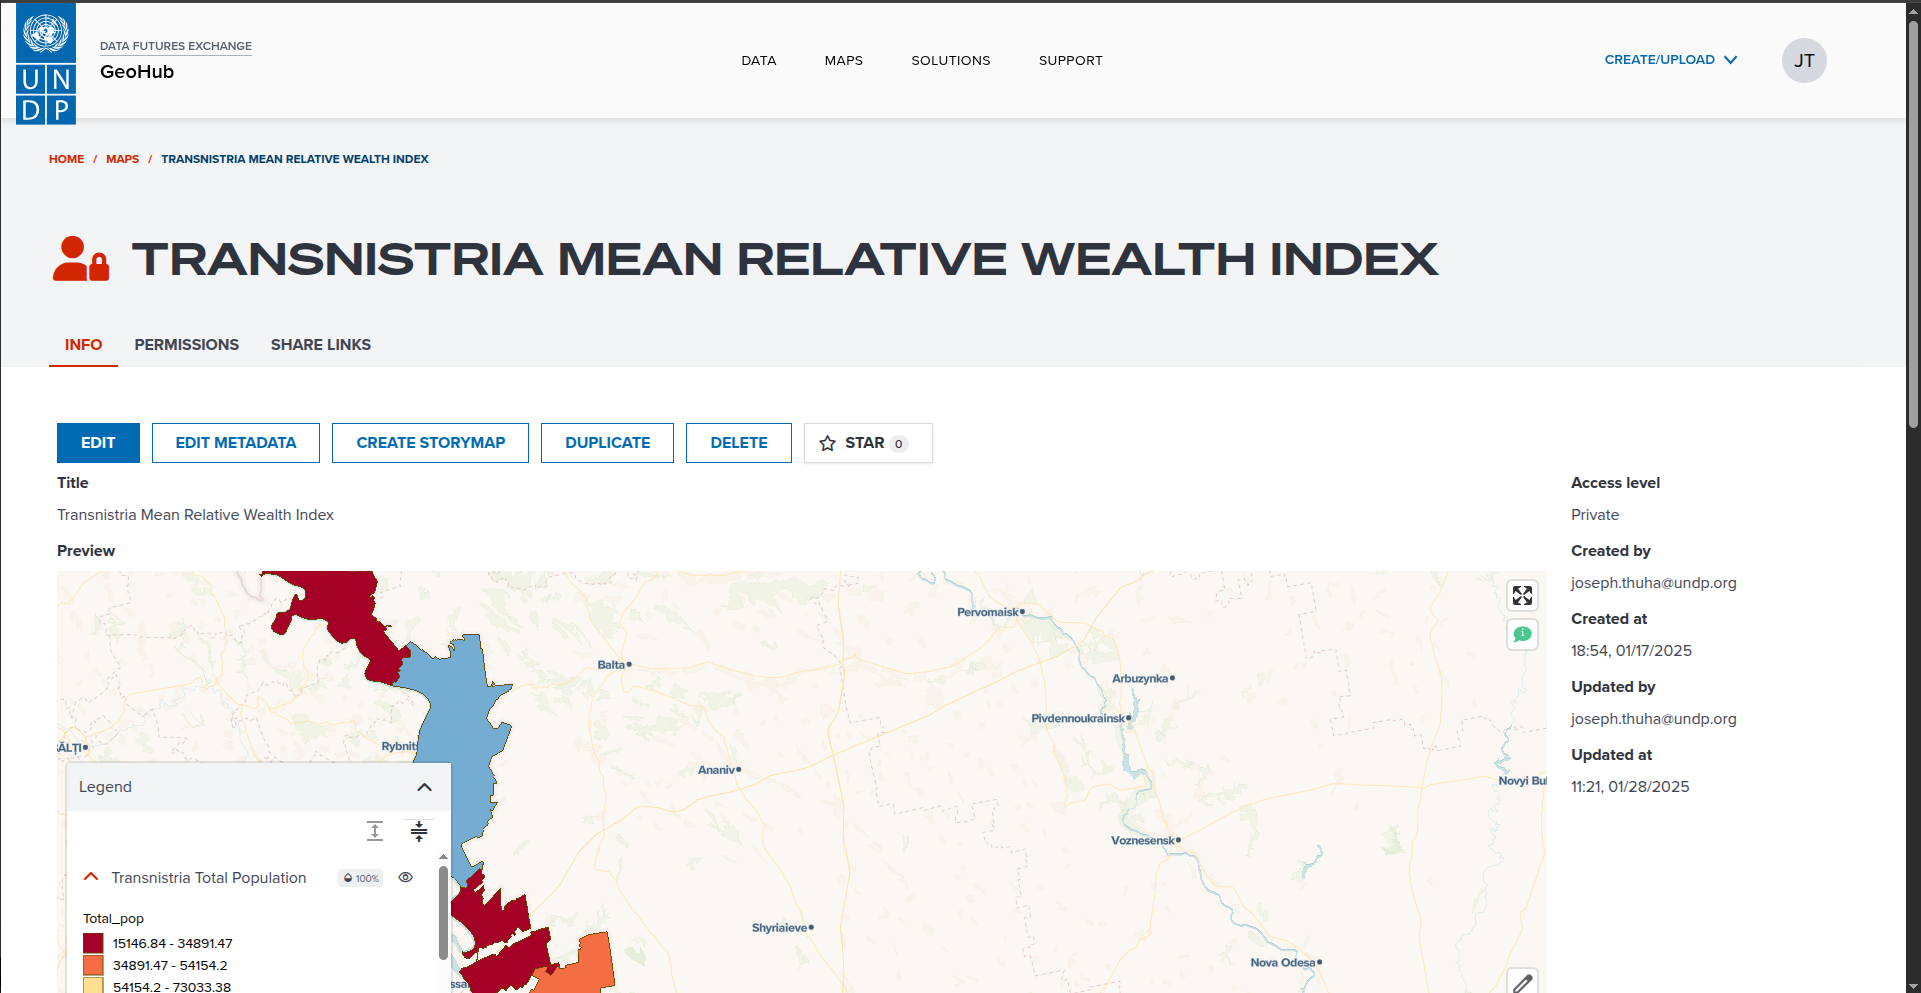 UN
DP
DATA FUTURES EXCHANGE
GeoHub
DATA
MAPS
SOLUTIONS
SUPPORT
CREATE/UPLOAD
JT
HOME / MAPS / TRANSNISTRIA MEAN RELATIVE WEALTH INDEX
TRANSNISTRIA MEAN RELATIVE WEALTH INDEX
INFO
PERMISSIONS
SHARE LINKS
EDIT
EDIT METADATA
CREATE STORYMAP
DUPLICATE
DELETE
STAR 0
Title
Transnistria Mean Relative Wealth Index
Preview
Pervomaisk
Balta
Arbuzynka
Pivdennoukrainsk
ĂLȚI
Rybnit
Ananiv
Novyi Bu
Voznesensk
Shyriaieve
Nova Odesa
ssa
Legend
Transnistria Total Population
100%
Total_pop
15146.84 - 34891.47
34891.47 - 54154.2
54154.2 - 73033.38
Access level
Private
Created by
joseph.thuha@undp.org
Created at
18:54, 01/17/2025
Updated by
joseph.thuha@undp.org
Updated at
11:21, 01/28/2025